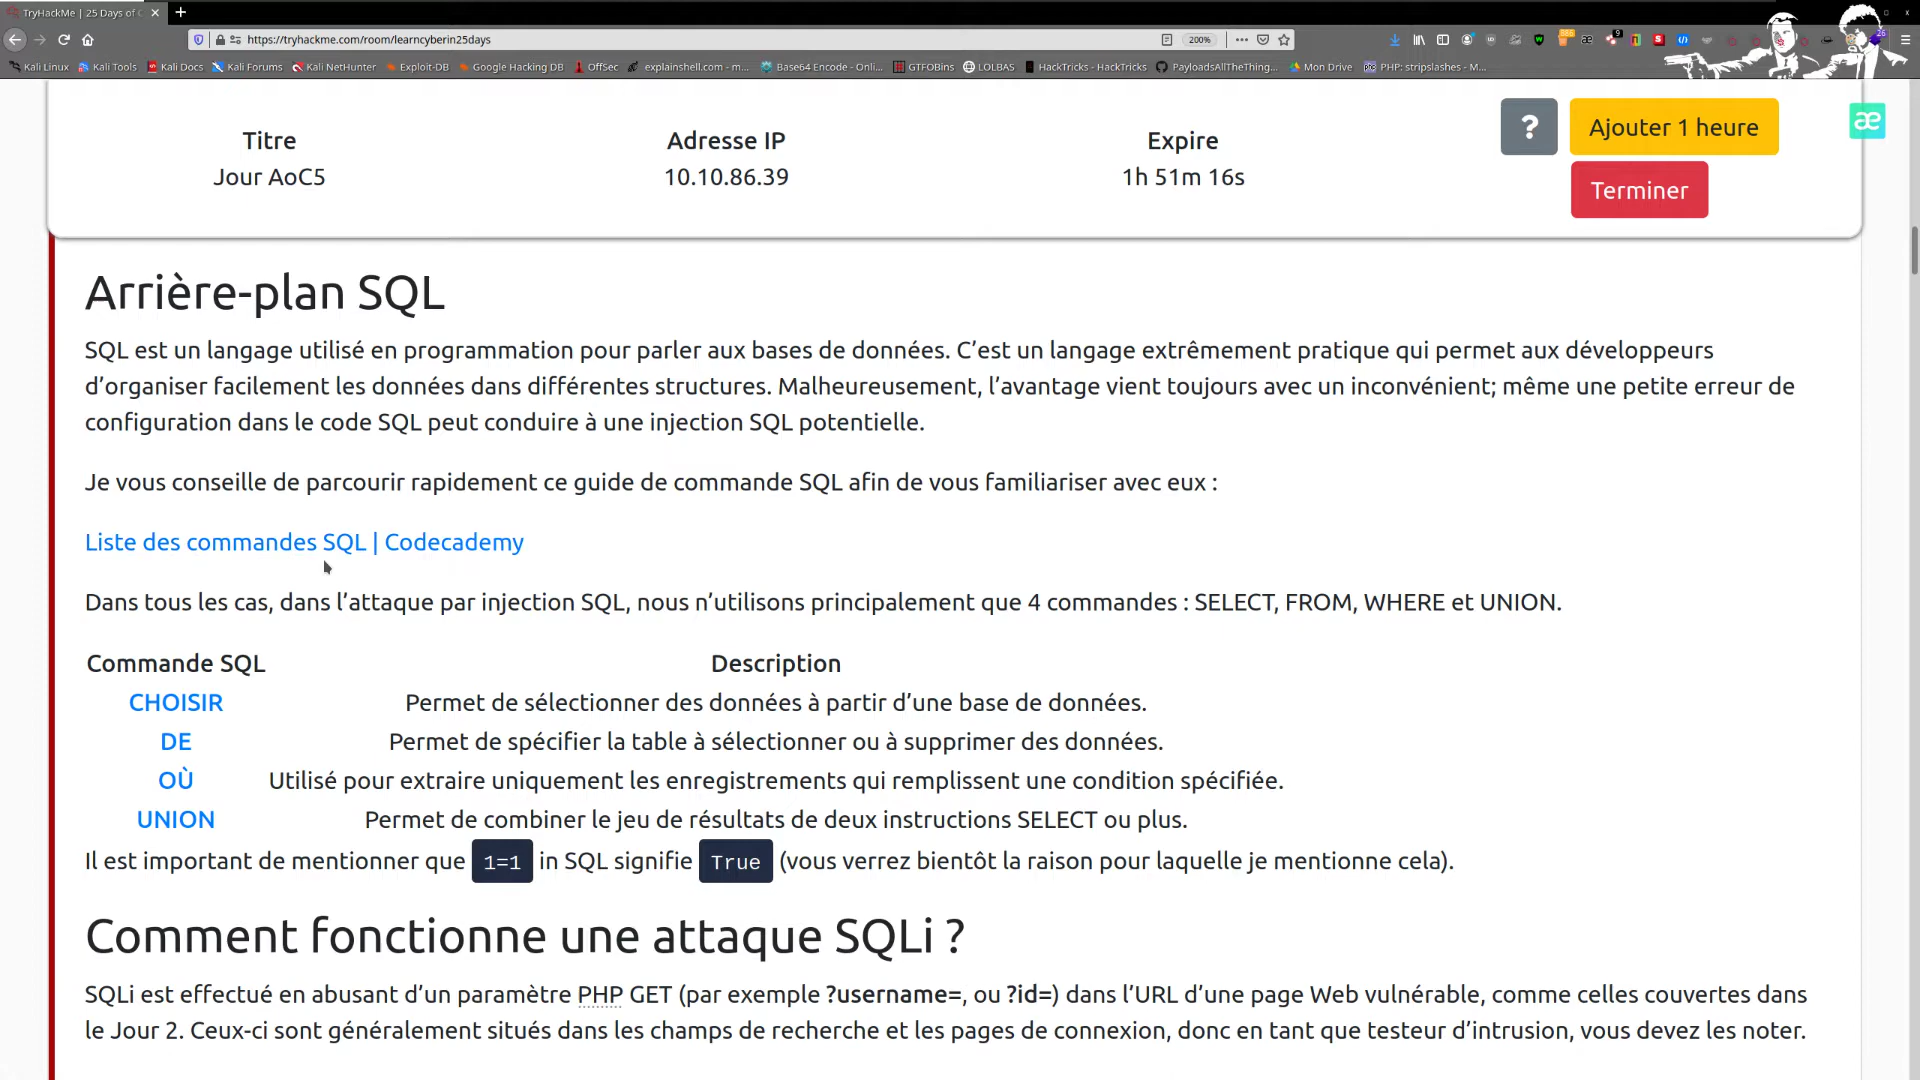 TryHackMe | 25 Days of C
https://tryhackme.com/room/learncyberin25days
200%
Kali Linux
Kali Tools
Kali Docs
Kali Forums
Kali NetHunter
Exploit-DB
Google Hacking DB
OffSec
explainshell.com - m...
Base64 Encode - Onli...
GTFOBins
LOLBAS
HackTricks - HackTricks
PayloadsAllTheThing...
Mon Drive
PHP: stripslashes - M...
Titre
Adresse IP
Expire
?
Ajouter 1 heure
æ
Jour AoC5
10.10.86.39
1h 51m 16s
Terminer
Arrière-plan SQL
SQL est un langage utilisé en programmation pour parler aux bases de données. C’est un langage extrêmement pratique qui permet aux développeurs
d’organiser facilement les données dans différentes structures. Malheureusement, l’avantage vient toujours avec un inconvénient; même une petite erreur de
configuration dans le code SQL peut conduire à une injection SQL potentielle.
Je vous conseille de parcourir rapidement ce guide de commande SQL afin de vous familiariser avec eux :
Liste des commandes SQL | Codecademy
Dans tous les cas, dans l’attaque par injection SQL, nous n’utilisons principalement que 4 commandes : SELECT, FROM, WHERE et UNION.
Commande SQL Description
CHOISIR Permet de sélectionner des données à partir d’une base de données.
DE Permet de spécifier la table à sélectionner ou à supprimer des données.
OÙ Utilisé pour extraire uniquement les enregistrements qui remplissent une condition spécifiée.
UNION Permet de combiner le jeu de résultats de deux instructions SELECT ou plus.
Il est important de mentionner que 1=1 in SQL signifie True (vous verrez bientôt la raison pour laquelle je mentionne cela).
Comment fonctionne une attaque SQLi ?
SQLi est effectué en abusant d’un paramètre PHP GET (par exemple ?username=, ou ?id=) dans l’URL d’une page Web vulnérable, comme celles couvertes dans
le Jour 2. Ceux-ci sont généralement situés dans les champs de recherche et les pages de connexion, donc en tant que testeur d’intrusion, vous devez les noter.